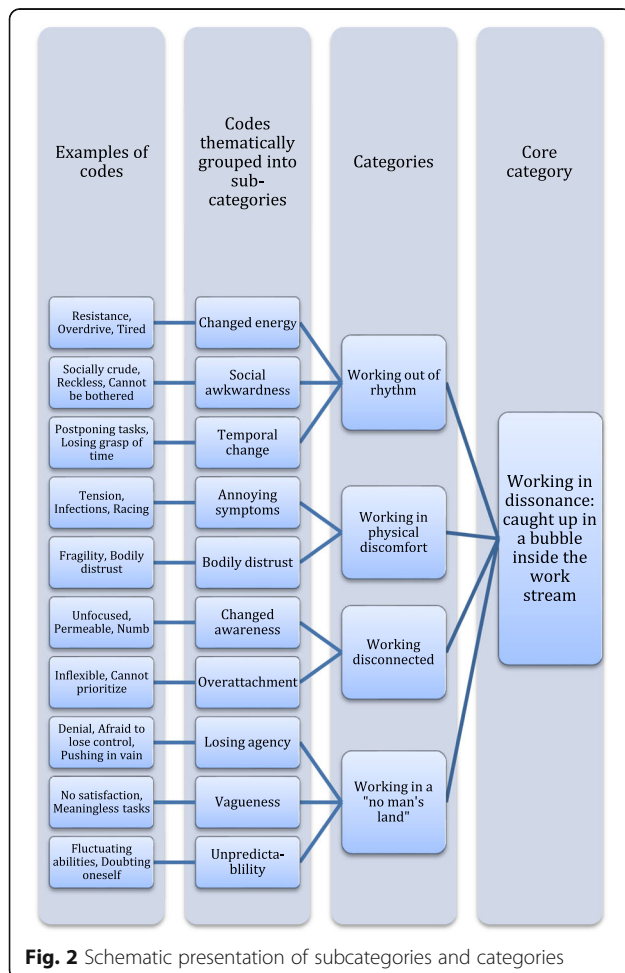 Examples of
codes
Codes
thematically
grouped into
sub-
categories
Categories
Core
category
Resistance,
Overdrive, Tired
Changed energy
Socially crude,
Reckless, Cannot
be bothered
Social
awkwardness
Postponing tasks,
Losing grasp of
time
Temporal
change
Working out of
rhythm
Tension,
Infections, Racing
Annoying
symptoms
Fragility, Bodily
distrust
Bodily distrust
Working in
physical
discomfort
Unfocused,
Permeable, Numb
Changed
awareness
Inflexible, Cannot
prioritize
Overattachment
Working
disconnected
Denial, Afraid to
lose control,
Pushing in vain
Losing agency
No satisfaction,
Meaningless tasks
Vagueness
Fluctuating
abilities, Doubting
oneself
Unpredicta-
blility
Working in a
"no man's
land"
Working in
dissonance:
caught up in
a bubble
inside the
work
stream
Fig. 2 Schematic presentation of subcategories and categories